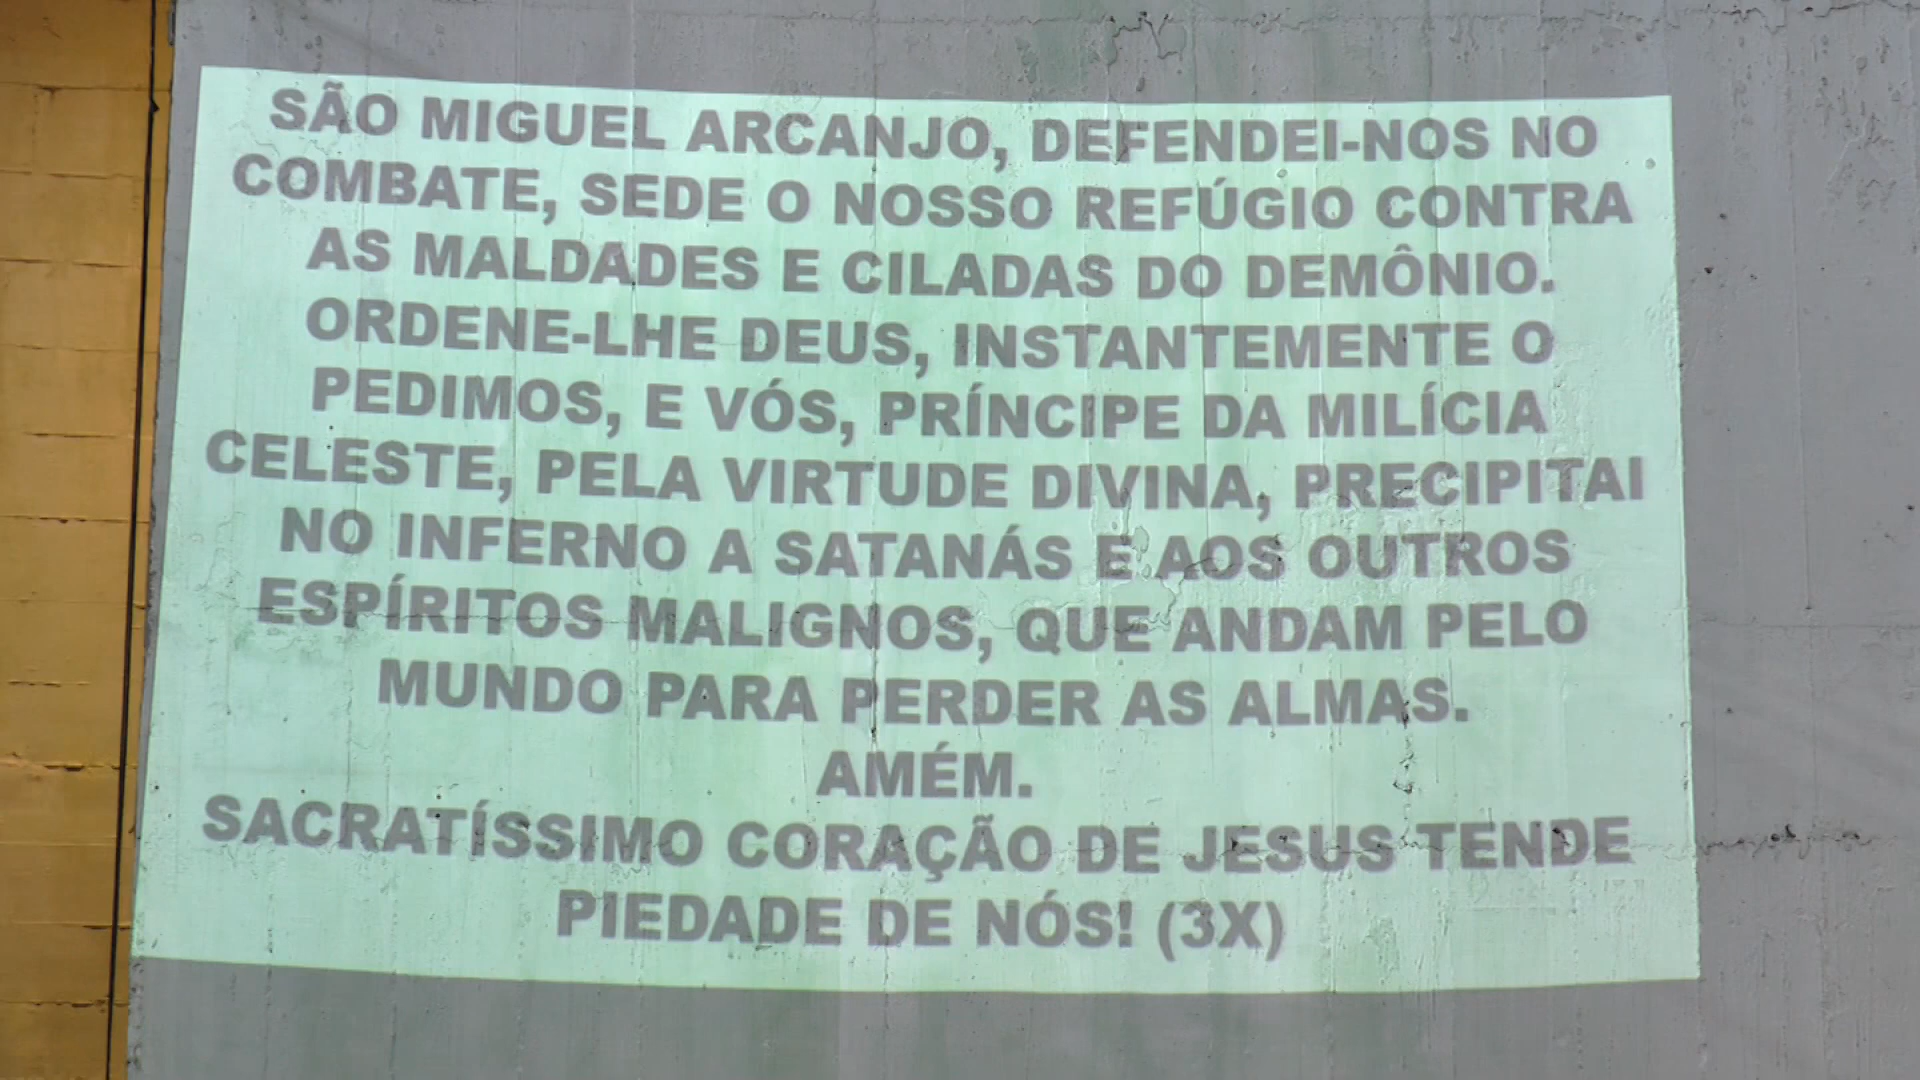 SÃO MIGUEL ARCANJO, DEFENDEI-NOS NO
COMBATE, SEDE O NOSSO REFÚGIO CONTRA
AS MALDADES E CILADAS DO DEMÔNIO.
ORDENE-LHE DEUS, INSTANTEMENTE O
PEDIMOS, E VÓS, PRÍNCIPE DA MILÍCIA
CELESTE, PELA VIRTUDE DIVINA, PRECIPITAI
NO INFERNO A SATANÁS E AOS OUTROS
ESPÍRITOS MALIGNOS, QUE ANDAM PELO
MUNDO PARA PERDER AS ALMAS.
AMÉM.
SACRATÍSSIMO CORAÇÃO DE JESUS TENDE
PIEDADE DE NÓS! (3X)